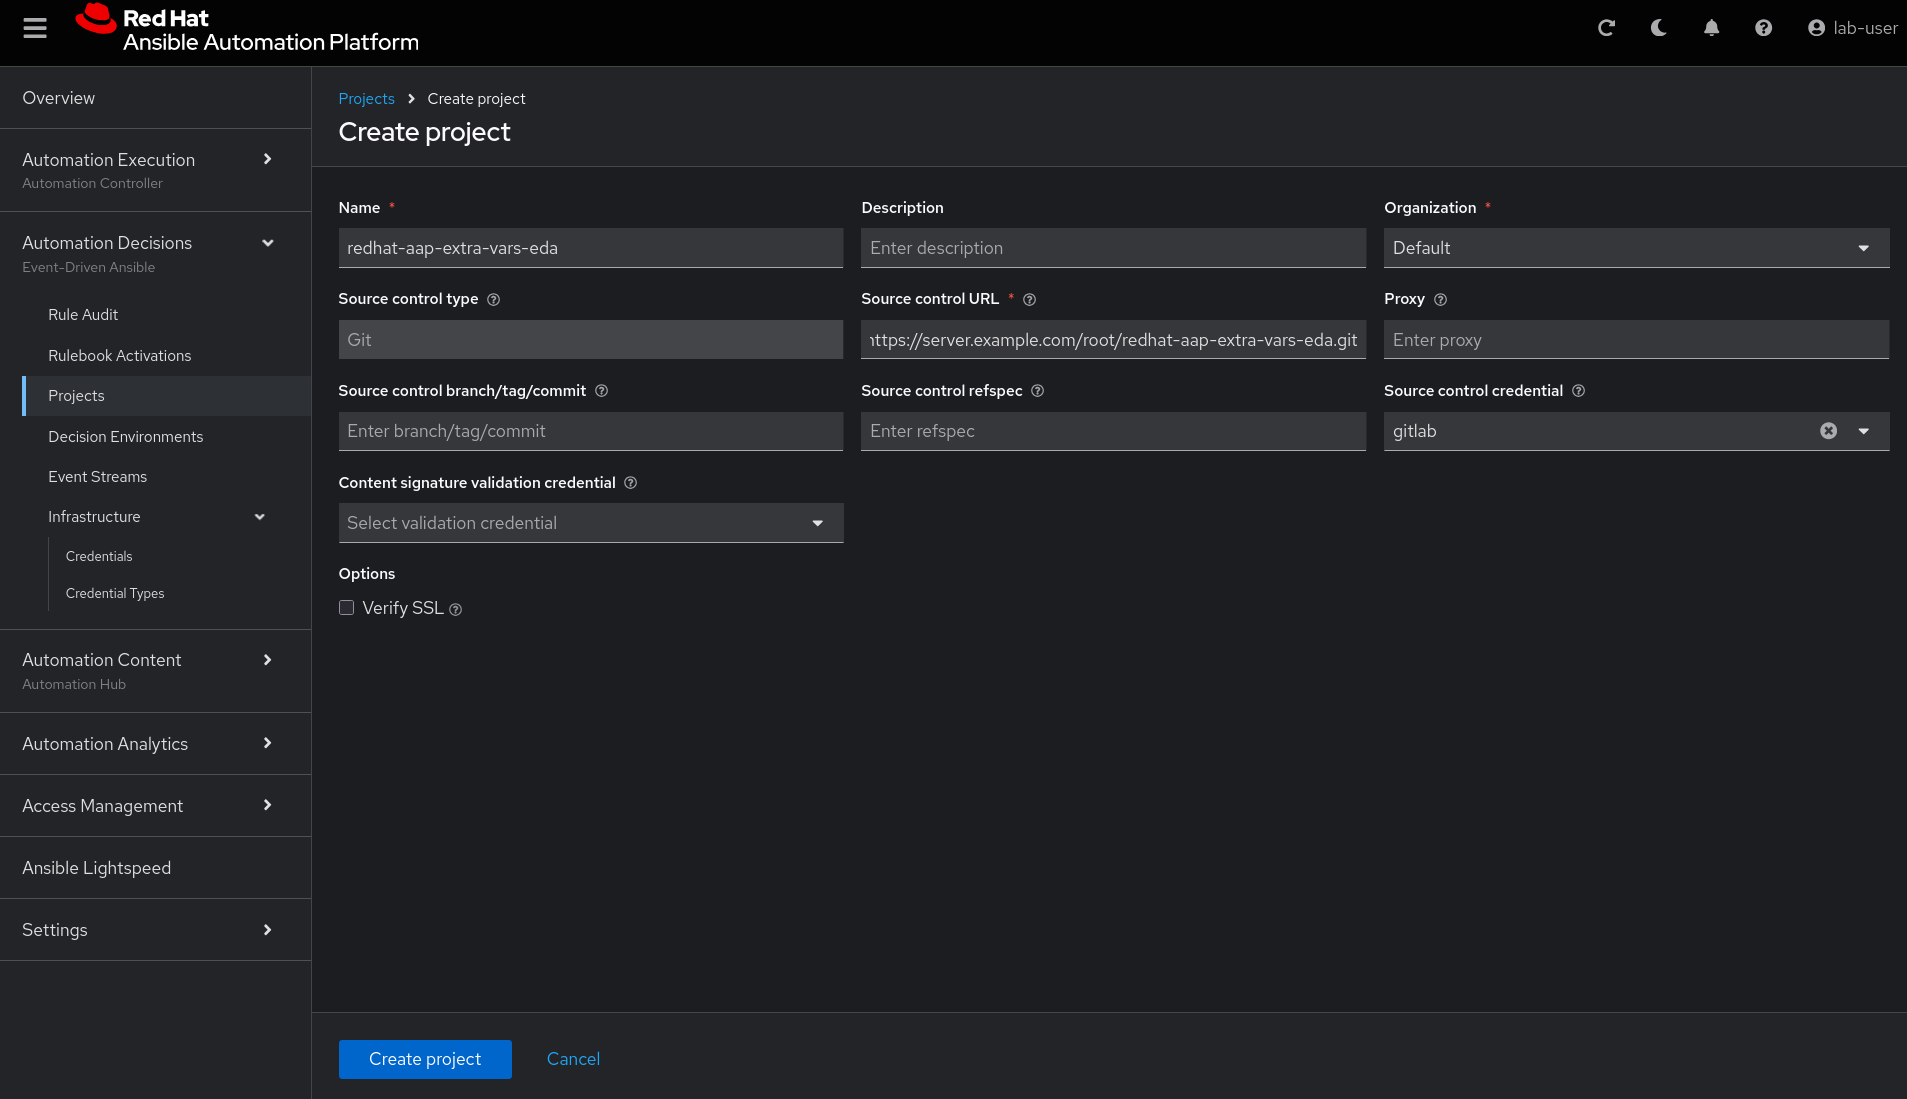 Red Hat
Ansible Automation Platform
lab-user
Overview
Automation Execution
Automation Controller
Automation Decisions
Event-Driven Ansible
Rule Audit
Rulebook Activations
Projects
Decision Environments
Event Streams
Infrastructure
Credentials
Credential Types
Automation Content
Automation Hub
Automation Analytics
Access Management
Ansible Lightspeed
Settings
Projects > Create project
Create project
Name *
redhat-aap-extra-vars-eda
Description
Enter description
Organization *
Default
Source control type
Git
Source control URL *
https://server.example.com/root/redhat-aap-extra-vars-eda.git
Proxy
Enter proxy
Source control branch/tag/commit
Enter branch/tag/commit
Source control refspec
Enter refspec
Source control credential
gitlab
Content signature validation credential
Select validation credential
Options
Verify SSL
Create project
Cancel